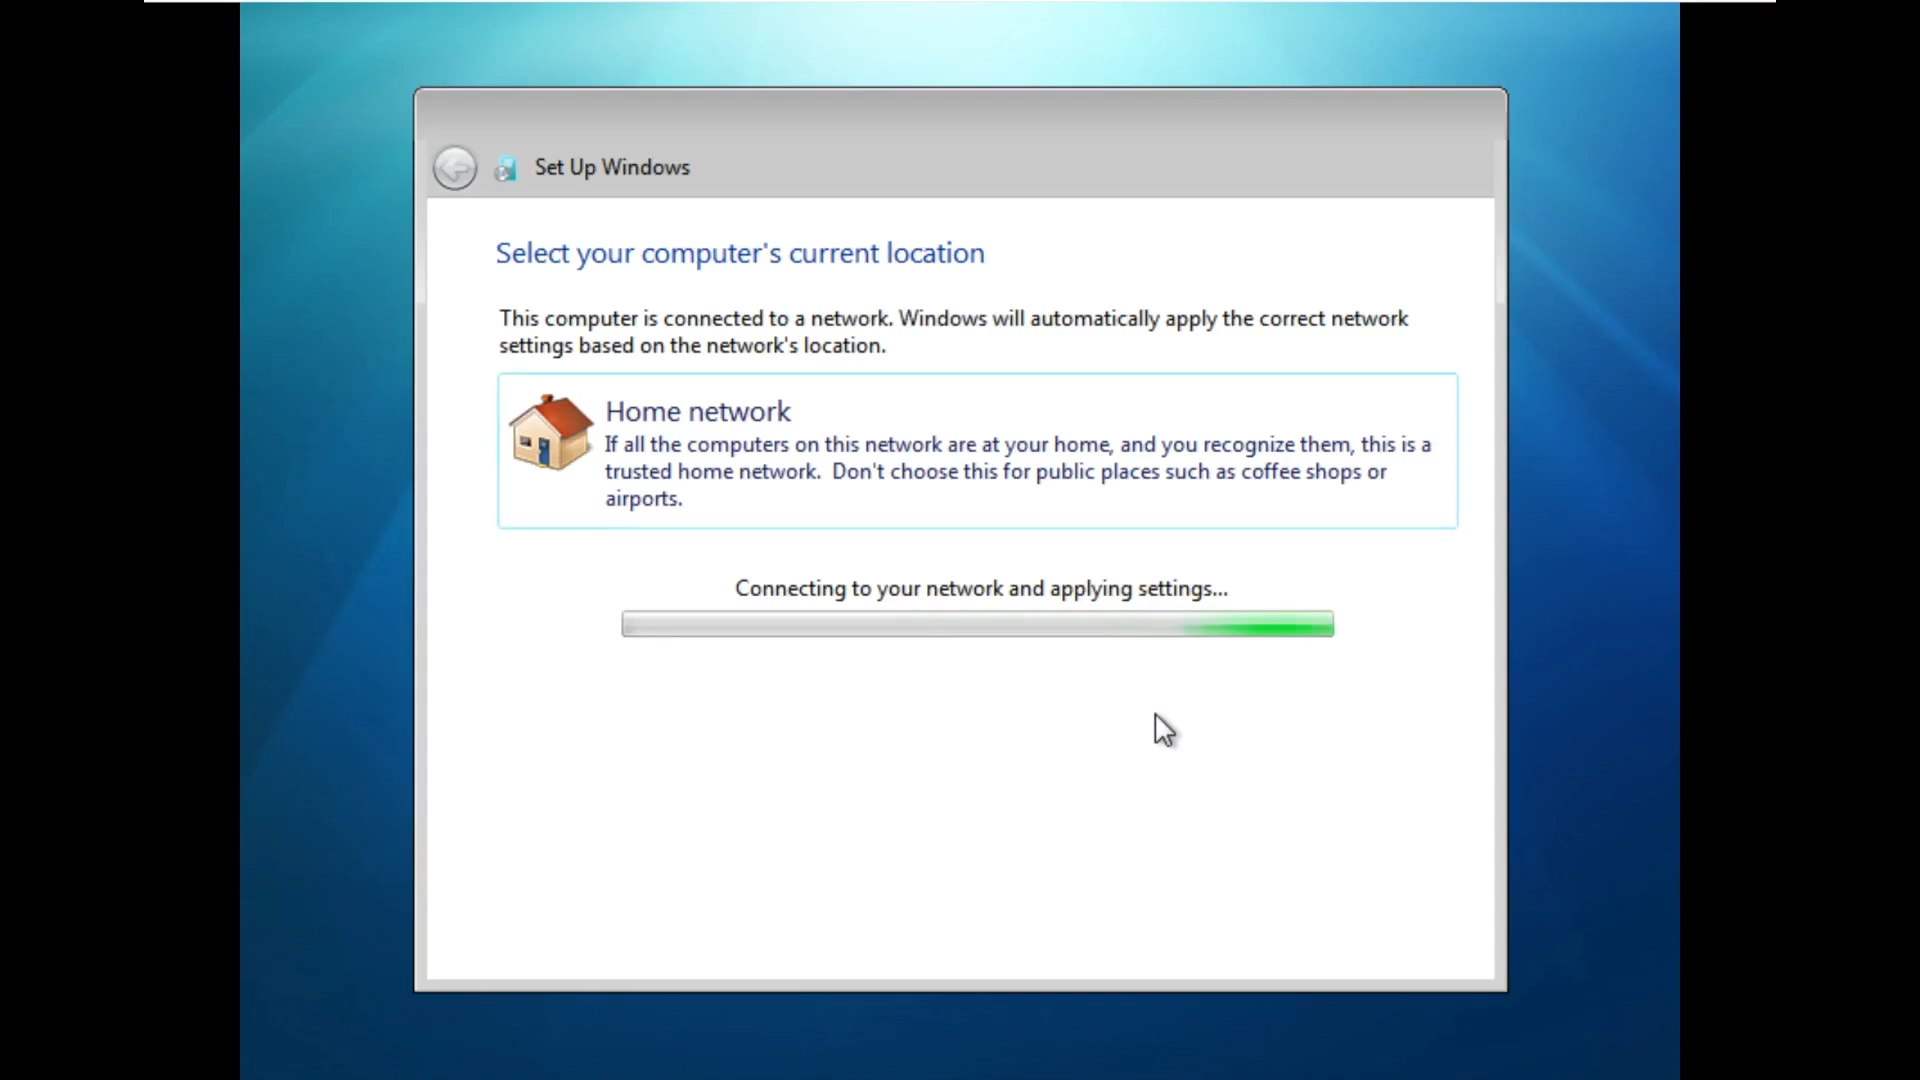 Set Up Windows
Select your computer's current location
This computer is connected to a network. Windows will automatically apply the correct network
settings based on the network's location.
Home network
If all the computers on this network are at your home, and you recognize them, this is a
trusted home network.  Don't choose this for public places such as coffee shops or
airports.
Connecting to your network and applying settings...